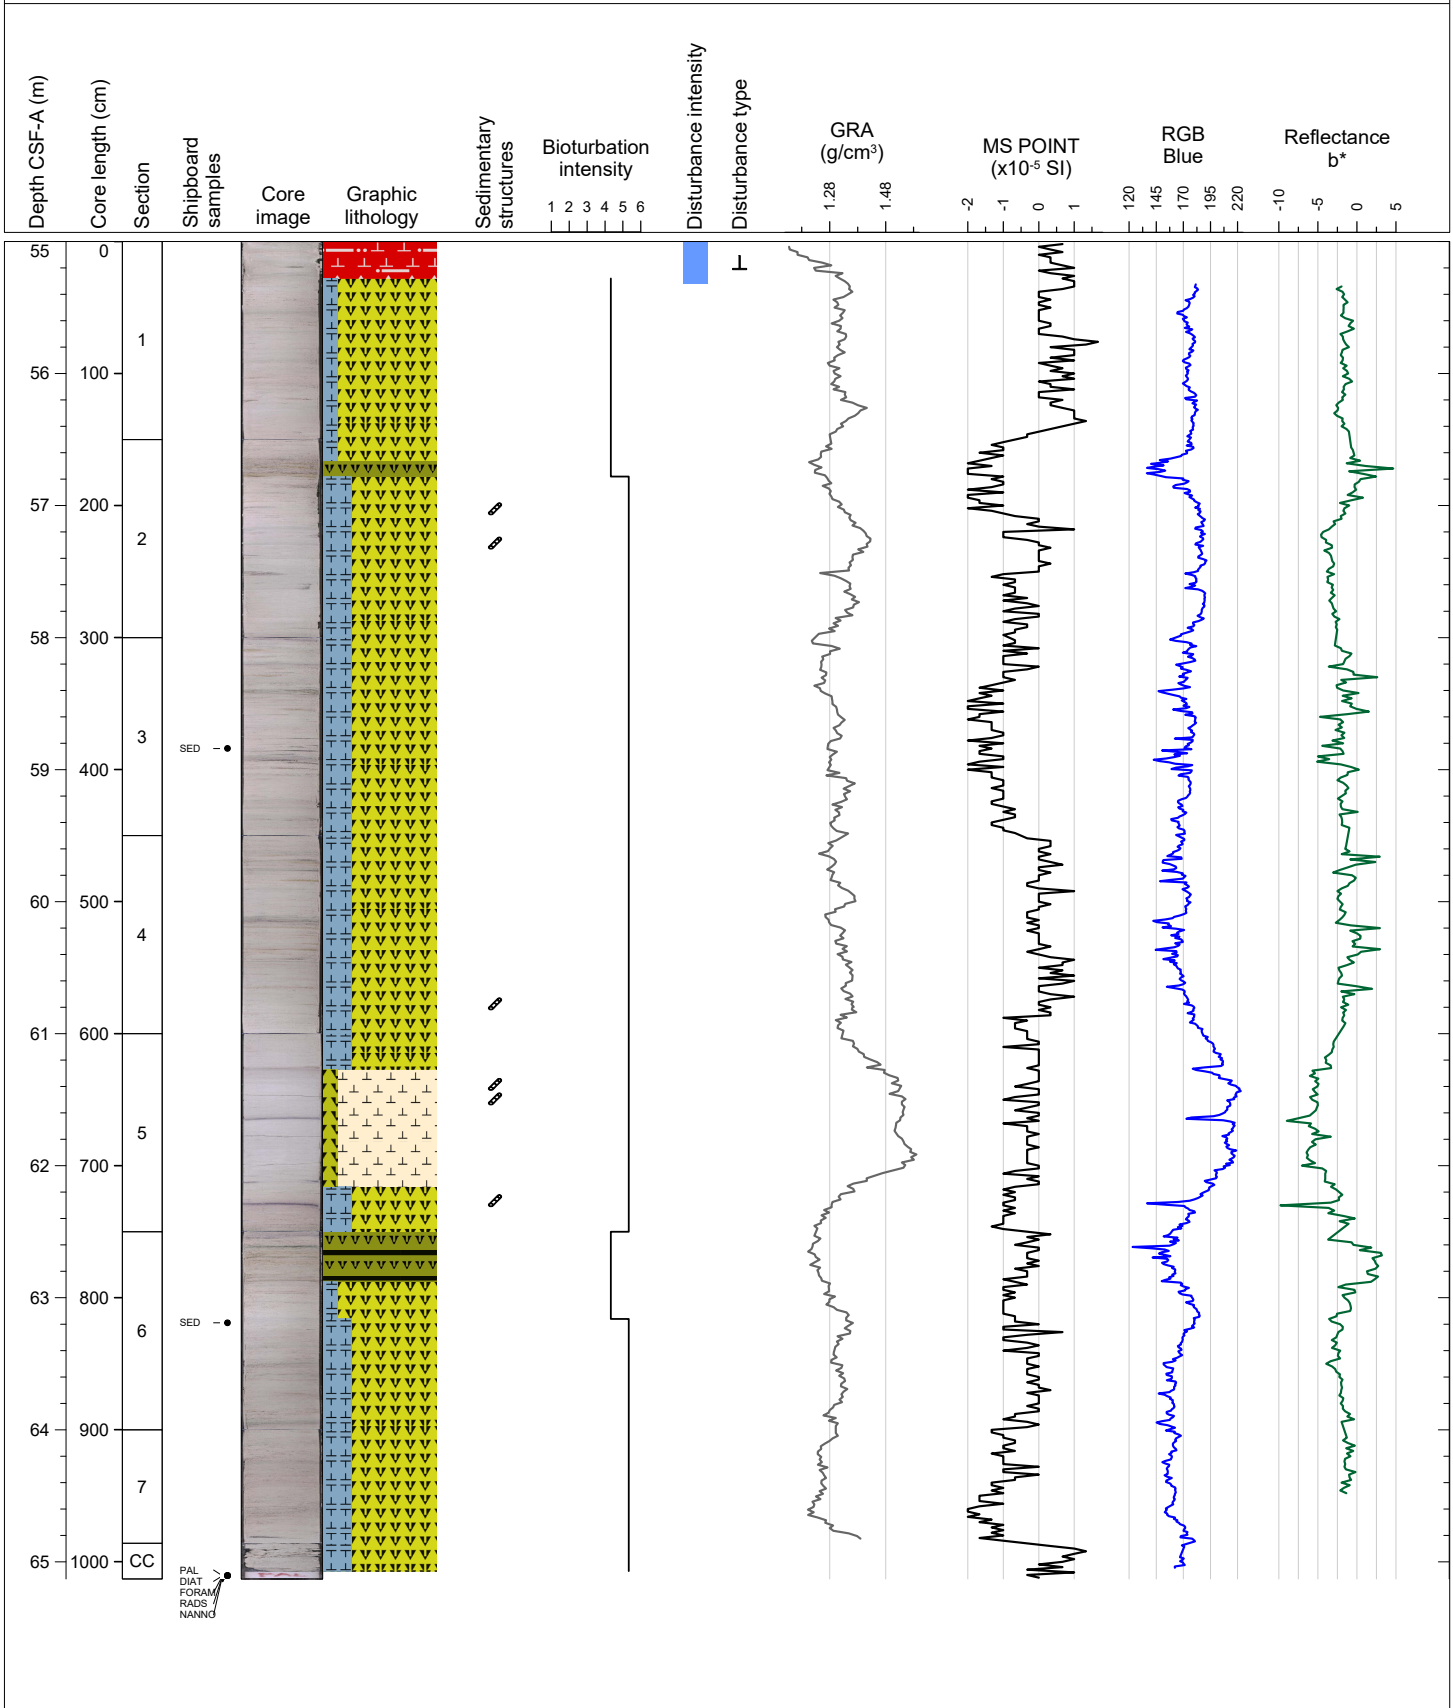 Depth CSF-A (m)
Core length (cm)
Section
Shipboard
samples
Core
image
Graphic
lithology
Sedimentary
structures
Bioturbation
intensity
1 2 3 4 5 6
Disturbance intensity
Disturbance type
GRA
(g/cm³)
1.28 1.48
MS POINT
(x10⁻⁵ SI)
-2 -1 0 1
RGB
Blue
120 145 170 195 220
Reflectance
b*
-10 -5 0 5
55 0
1
56 100
57 200
2
58 300
3
SED
59 400
60 500
4
61 600
5
62 700
63 800
SED
6
64 900
7
65 1000 CC
PAL
DIAT
FORAM
RADS
NANNO